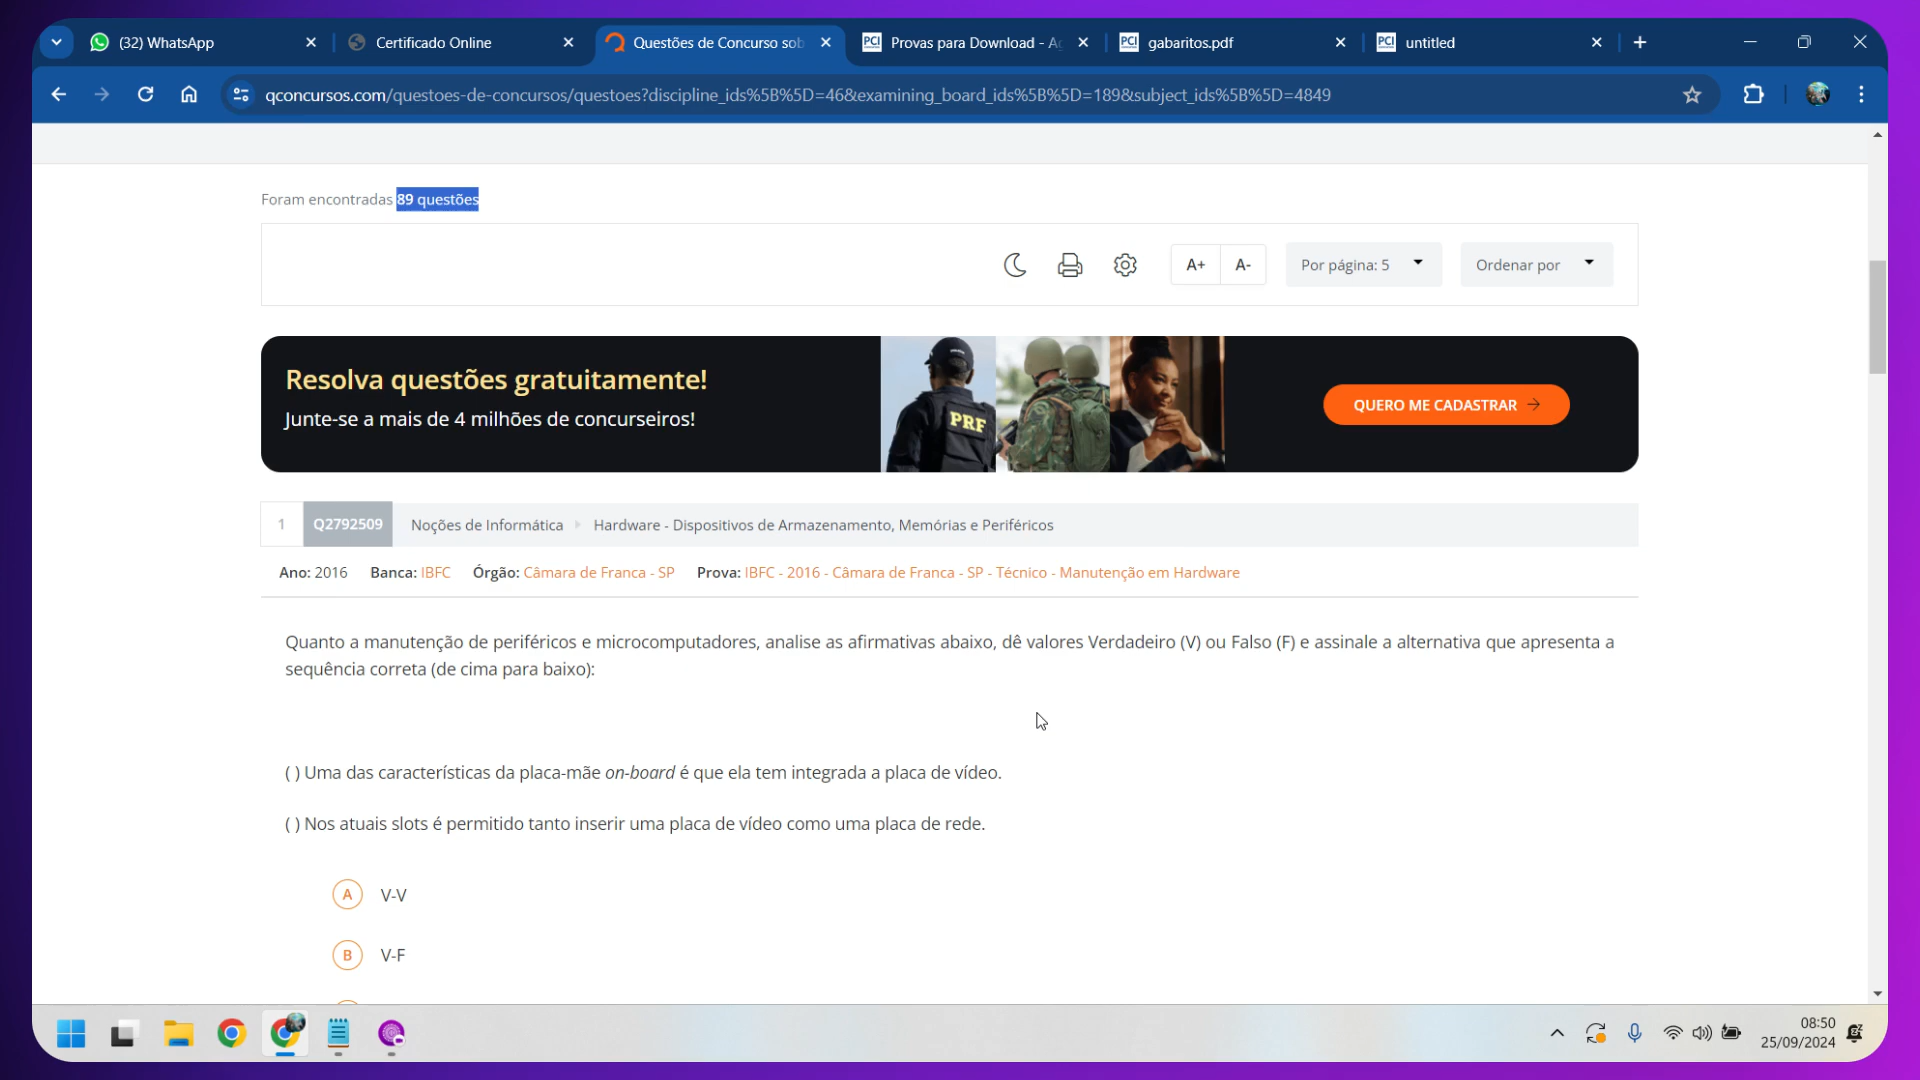 (32) WhatsApp
Certificado Online
Questões de Concurso sob
PCI Provas para Download - Ag
PCI gabaritos.pdf
PCI untitled
qconcursos.com/questoes-de-concursos/questoes?discipline_ids%5B%5D=46&examining_board_ids%5B%5D=189&subject_ids%5B%5D=4849
Foram encontradas 89 questões
A+ A- Por página: 5 Ordenar por
Resolva questões gratuitamente!
Junte-se a mais de 4 milhões de concurseiros!
PRF
QUERO ME CADASTRAR
1 Q2792509 Noções de Informática Hardware - Dispositivos de Armazenamento, Memórias e Periféricos
Ano: 2016 Banca: IBFC Órgão: Câmara de Franca - SP Prova: IBFC - 2016 - Câmara de Franca - SP - Técnico - Manutenção em Hardware
Quanto a manutenção de periféricos e microcomputadores, analise as afirmativas abaixo, dê valores Verdadeiro (V) ou Falso (F) e assinale a alternativa que apresenta a
sequência correta (de cima para baixo):
( ) Uma das características da placa-mãe on-board é que ela tem integrada a placa de vídeo.
( ) Nos atuais slots é permitido tanto inserir uma placa de vídeo como uma placa de rede.
A V-V
B V-F
08:50
25/09/2024